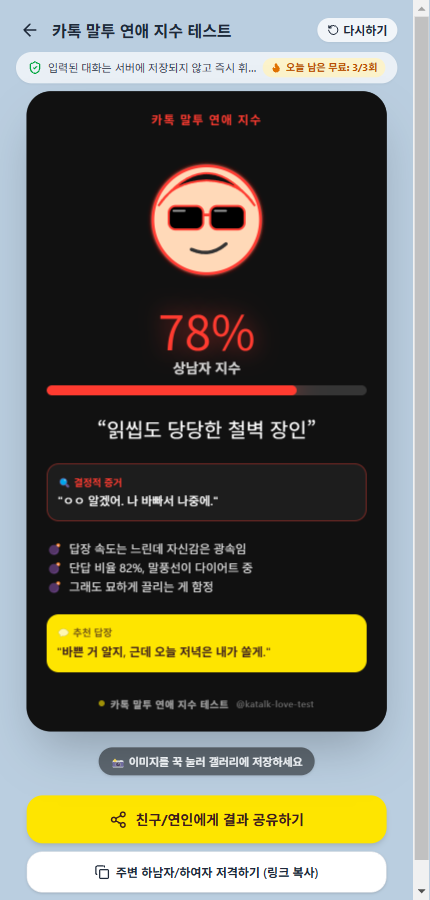 카톡 말투 연애 지수 테스트
다시하기
입력된 대화는 서버에 저장되지 않고 즉시 휘...
오늘 남은 무료: 3/3회
카톡 말투 연애 지수
78%
상남자 지수
“읽씹도 당당한 철벽 장인”
결정적 증거
"ㅇㅇ 알겠어. 나 바빠서 나중에."
답장 속도는 느린데 자신감은 광속임
단답 비율 82%, 말풍선이 다이어트 중
그래도 묘하게 끌리는 게 함정
추천 답장
"바쁜 거 알지, 근데 오늘 저녁은 내가 쏠게."
카톡 말투 연애 지수 테스트 @katalk-love-test
이미지를 꾹 눌러 갤러리에 저장하세요
친구/연인에게 결과 공유하기
주변 하남자/하여자 저격하기 (링크 복사)